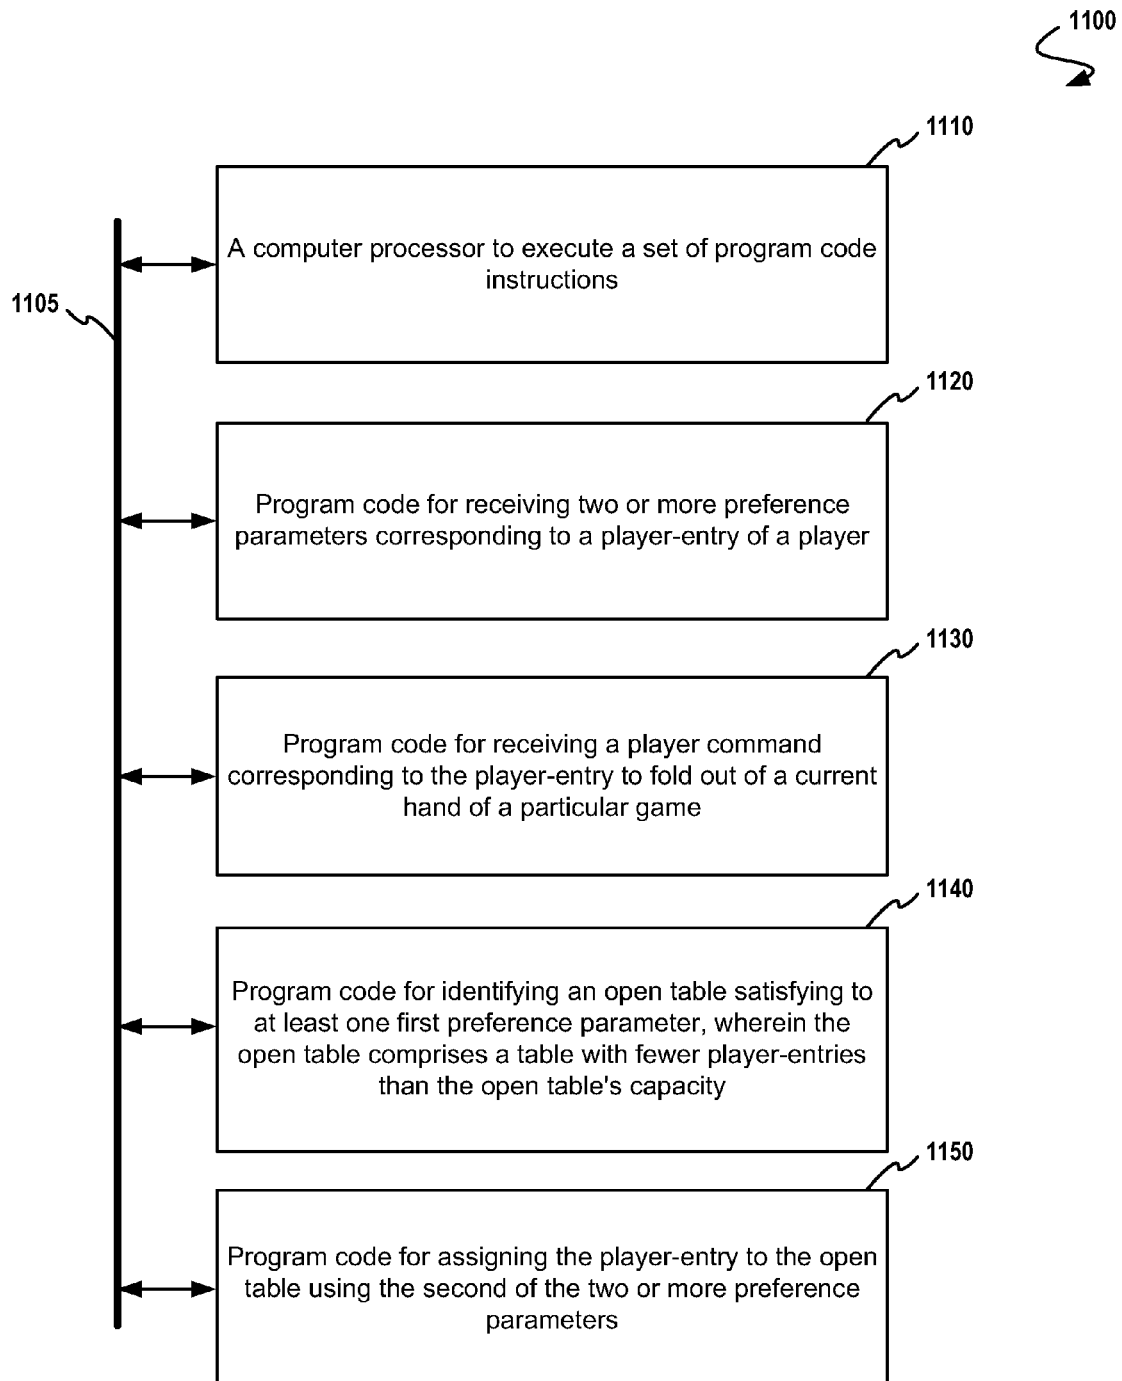 1100
1110
A computer processor to execute a set of program code
instructions
1105
1120
Program code for receiving two or more preference
parameters corresponding to a player-entry of a player
1130
Program code for receiving a player command
corresponding to the player-entry to fold out of a current
hand of a particular game
1140
Program code for identifying an open table satisfying to
at least one first preference parameter, wherein the
open table comprises a table with fewer player-entries
than the open table's capacity
1150
Program code for assigning the player-entry to the open
table using the second of the two or more preference
parameters